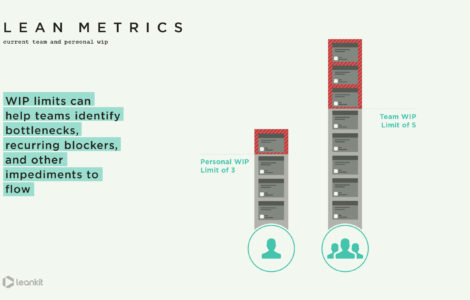 LEAN METRICS
current team and personal wip
WIP limits can
help teams identify
bottlenecks,
recurring blockers,
and other
impediments to
flow
Personal WIP
Limit of 3
Team WIP
Limit of 5
leankit